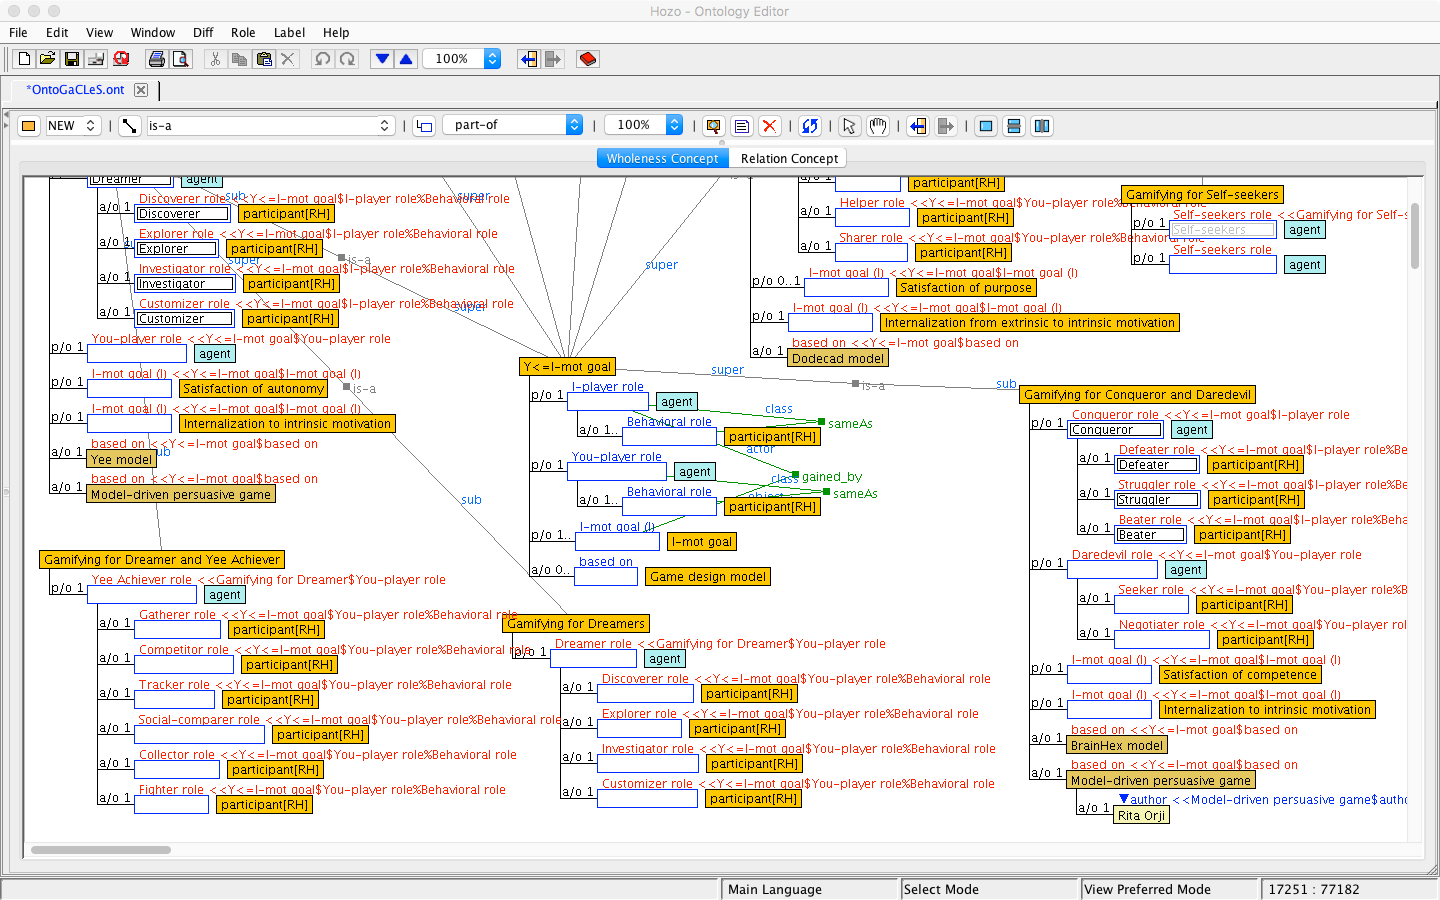 Hozo - Ontology Editor
File Edit View Window Diff Role Label Help
100%
*OntoGaCLeS.ont
NEW is-a part-of 100%
Wholeness Concept Relation Concept
Dreamer agent
sub
Discoverer role <<Y<=I-mot goal$I-player role%Behavioral role
a/o 1 Discoverer participant[RH]
Explorer role <<Y<=I-mot goal$I-player role%Behavioral role
a/o 1 Explorer participant[RH]
super is-a
Investigator role <<Y<=I-mot goal$I-player role%Behavioral role
a/o 1 Investigator participant[RH]
Customizer role <<Y<=I-mot goal$I-player role%Behavioral role
super
a/o 1 Customizer participant[RH]
You-player role <<Y<=I-mot goal$You-player role
p/o 1 agent
I-mot goal (I) <<Y<=I-mot goal$I-mot goal (I)
p/o 1 Satisfaction of autonomy
is-a
I-mot goal (I) <<Y<=I-mot goal$I-mot goal (I)
p/o 1 Internalization to intrinsic motivation
based on <<Y<=I-mot goal$based on
a/o 1 Yee model
sub
based on <<Y<=I-mot goal$based on
a/o 1 Model-driven persuasive game
sub
Gamifying for Dreamer and Yee Achiever
Yee Achiever role <<Gamifying for Dreamer$You-player role
p/o 1 agent
Gatherer role <<Y<=I-mot goal$You-player role%Behavioral role
a/o 1 participant[RH]
Competitor role <<Y<=I-mot goal$You-player role%Behavioral role
a/o 1 participant[RH]
Tracker role <<Y<=I-mot goal$You-player role%Behavioral role
a/o 1 participant[RH]
Social-comparer role <<Y<=I-mot goal$You-player role%Behavioral role
a/o 1 participant[RH]
Collector role <<Y<=I-mot goal$You-player role%Behavioral role
a/o 1 participant[RH]
Fighter role <<Y<=I-mot goal$You-player role%Behavioral role
a/o 1 participant[RH]
super
super
Y<=I-mot goal
super is-a sub
I-player role
p/o 1 agent
class
Behavioral role
sameAs
a/o 1.. participant[RH]
actor
You-player role
p/o 1 agent
class gained_by
Behavioral role
object sameAs
a/o 1.. participant[RH]
I-mot goal (I)
p/o 1.. I-mot goal
based on
a/o 0.. Game design model
Gamifying for Dreamers
Dreamer role <<Gamifying for Dreamer$You-player role
p/o 1 agent
Discoverer role <<Y<=I-mot goal$You-player role%Behavioral role
a/o 1 participant[RH]
Explorer role <<Y<=I-mot goal$You-player role%Behavioral role
a/o 1 participant[RH]
Investigator role <<Y<=I-mot goal$You-player role%Behavioral role
a/o 1 participant[RH]
Customizer role <<Y<=I-mot goal$You-player role%Behavioral role
a/o 1 participant[RH]
a/o 1 participant[RH]
Helper role <<Y<=I-mot goal$You-player role%Behavioral role
a/o 1 participant[RH]
Sharer role <<Y<=I-mot goal$You-player role%Behavioral role
a/o 1 participant[RH]
I-mot goal (I) <<Y<=I-mot goal$I-mot goal (I)
p/o 0..1 Satisfaction of purpose
I-mot goal (I) <<Y<=I-mot goal$I-mot goal (I)
p/o 1 Internalization from extrinsic to intrinsic motivation
based on <<Y<=I-mot goal$based on
a/o 1 Dodecad model
Gamifying for Self-seekers
Self-seekers role <<Gamifying for Self-s
p/o 1 Self-seekers agent
Self-seekers role
p/o 1 agent
Gamifying for Conqueror and Daredevil
Conqueror role <<Y<=I-mot goal$I-player role
p/o 1 Conqueror agent
Defeater role <<Y<=I-mot goal$I-player role%Beha
a/o 1 Defeater participant[RH]
Struggler role <<Y<=I-mot goal$I-player role%Beh
a/o 1 Struggler participant[RH]
Beater role <<Y<=I-mot goal$I-player role%Behav
a/o 1 Beater participant[RH]
Daredevil role <<Y<=I-mot goal$You-player role
p/o 1 agent
Seeker role <<Y<=I-mot goal$You-player role%Beh
a/o 1 participant[RH]
Negotiater role <<Y<=I-mot goal$You-player rol
a/o 1 participant[RH]
I-mot goal (I) <<Y<=I-mot goal$I-mot goal (I)
p/o 1 Satisfaction of competence
I-mot goal (I) <<Y<=I-mot goal$I-mot goal (I)
p/o 1 Internalization to intrinsic motivation
based on <<Y<=I-mot goal$based on
a/o 1 BrainHex model
based on <<Y<=I-mot goal$based on
a/o 1 Model-driven persuasive game
author <<Model-driven persuasive game$autho
a/o 1 Rita Orji
Main Language Select Mode View Preferred Mode 17251 : 77182